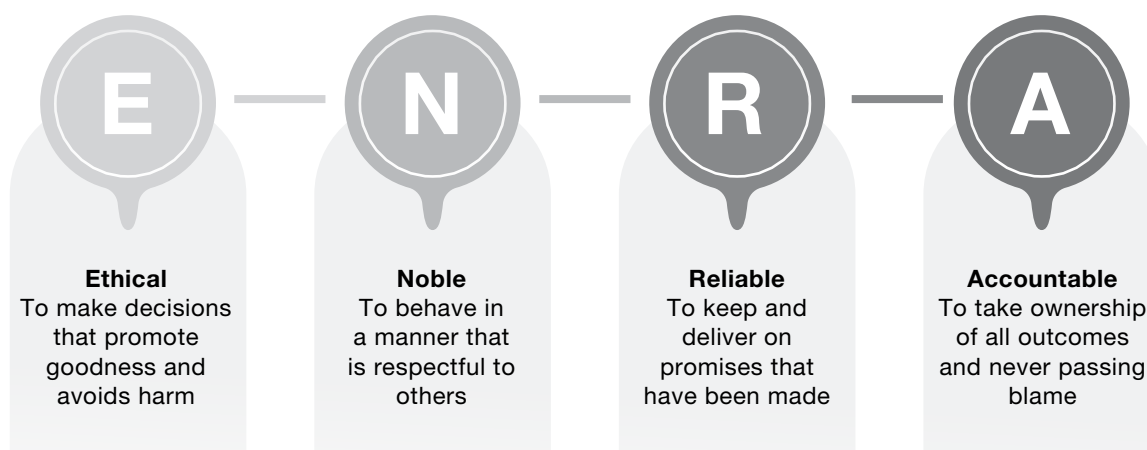 E
N
R
A
Ethical
To make decisions
that promote
goodness and
avoids harm
Noble
To behave in
a manner that
is respectful to
others
Reliable
To keep and
deliver on
promises that
have been made
Accountable
To take ownership
of all outcomes
and never passing
blame